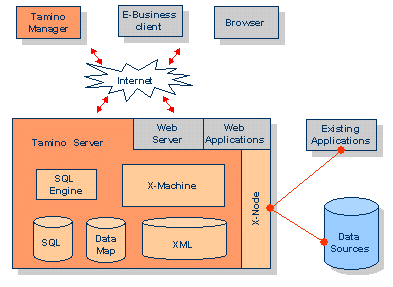 Tamino
Manager
E-Business
client
Browser
Internet
Tamino Server
Web
Server
Web
Applications
Existing
Applications
SQL
Engine
X-Machine
X-Node
SQL
Data
Map
XML
Data
Sources